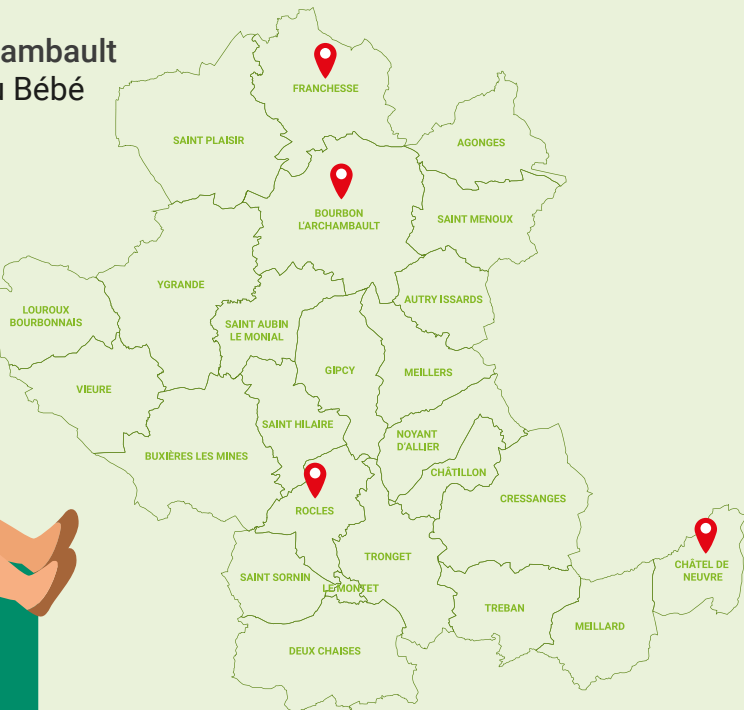 ambault
u Bébé
FRANCHESSE
SAINT PLAISIR
AGONGES
BOURBON
L'ARCHAMBAULT
SAINT MENOUX
YGRANDE
AUTRY ISSARDS
LOUROUX
BOURBONNAIS
SAINT AUBIN
LE MONIAL
GIPCY
MEILLERS
VIEURE
SAINT HILAIRE
NOYANT
D'ALLIER
BUXIÈRES LES MINES
CHÂTILLON
CRESSANGES
ROCLES
TRONGET
CHÂTEL DE
NEUVRE
SAINT SORNIN
LE MONTET
TREBAN
MEILLARD
DEUX CHAISES